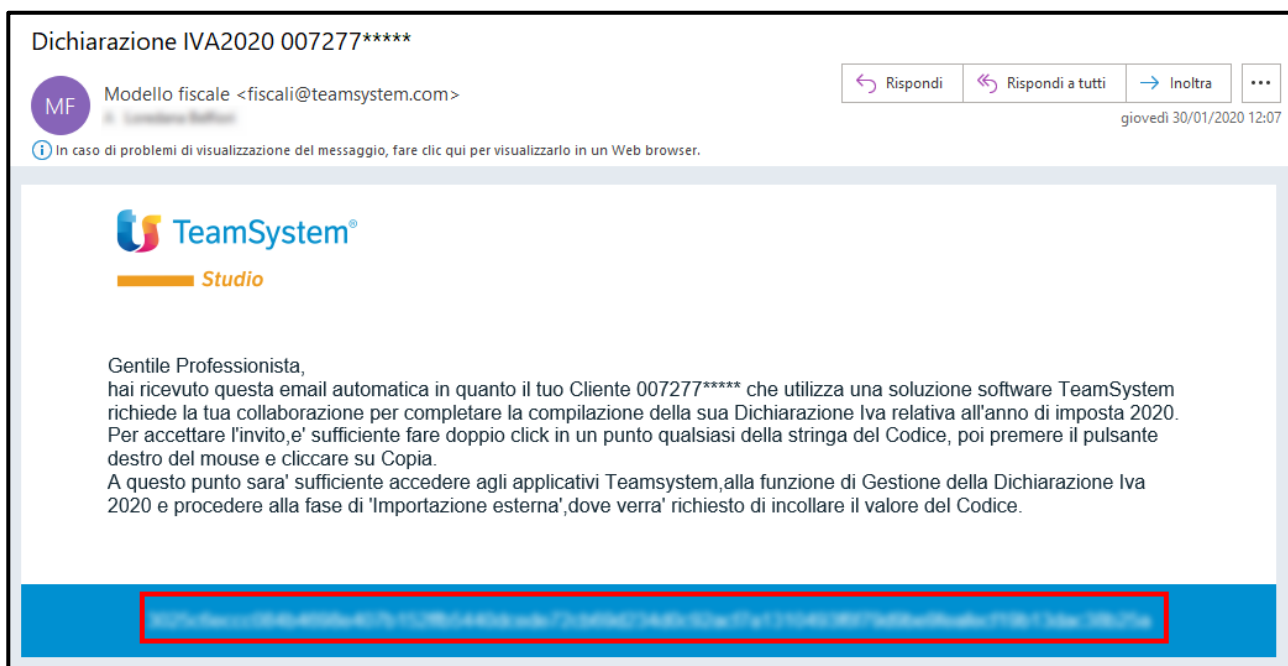 Dichiarazione IVA2020 007277*****
MF
Modello fiscale <fiscali@teamsystem.com>
Rispondi
Rispondi a tutti
Inoltra
...
giovedì 30/01/2020 12:07
i In caso di problemi di visualizzazione del messaggio, fare clic qui per visualizzarlo in un Web browser.
TeamSystem®
Studio
Gentile Professionista,
hai ricevuto questa email automatica in quanto il tuo Cliente 007277***** che utilizza una soluzione software TeamSystem
richiede la tua collaborazione per completare la compilazione della sua Dichiarazione Iva relativa all'anno di imposta 2020.
Per accettare l'invito,e' sufficiente fare doppio click in un punto qualsiasi della stringa del Codice, poi premere il pulsante
destro del mouse e cliccare su Copia.
A questo punto sara' sufficiente accedere agli applicativi Teamsystem,alla funzione di Gestione della Dichiarazione Iva
2020 e procedere alla fase di 'Importazione esterna',dove verra' richiesto di incollare il valore del Codice.